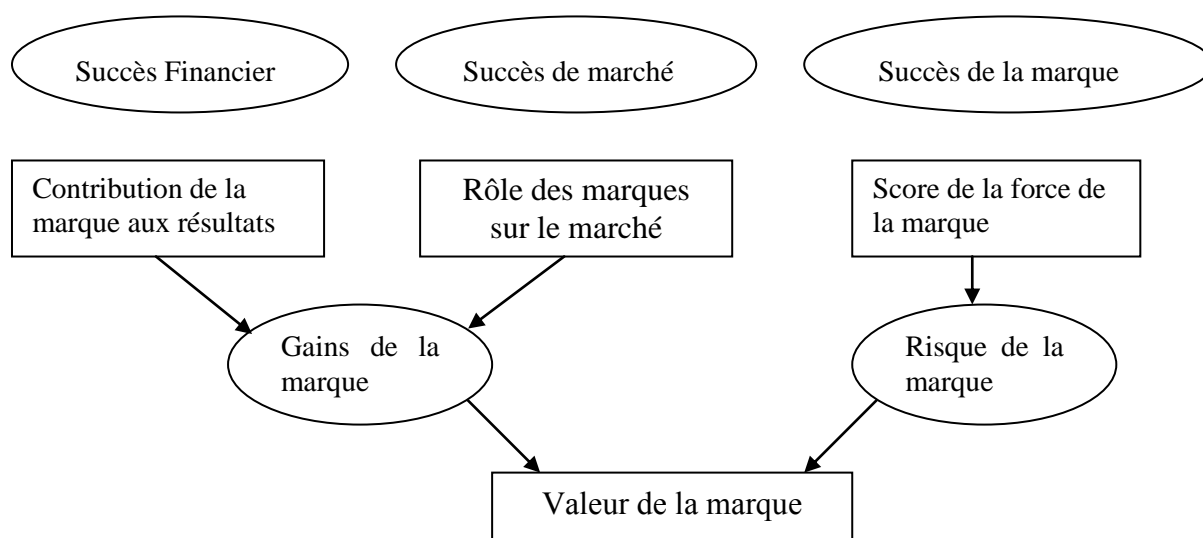 Succès Financier
Succès de marché
Succès de la marque
Contribution de la
marque aux résultats
Rôle des marques
sur le marché
Score de la force de
la marque
Gains de la
marque
Risque de la
marque
Valeur de la marque